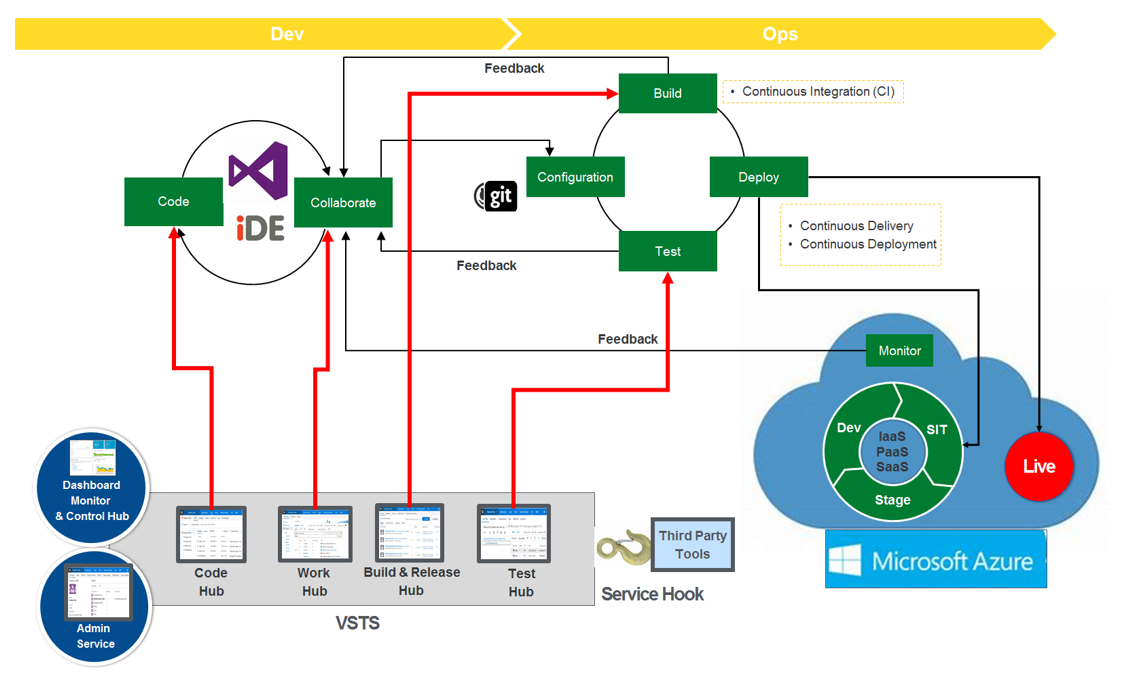 Dev
Ops
Feedback
Build
• Continuous Integration (CI)
Code
iDE
Collaborate
git
Configuration
Deploy
Test
• Continuous Delivery
• Continuous Deployment
Feedback
Feedback
Monitor
Dev
SIT
IaaS
PaaS
SaaS
Stage
Live
Microsoft Azure
Dashboard
Monitor
& Control Hub
Admin
Service
Code
Hub
Work
Hub
Build & Release
Hub
Test
Hub
VSTS
Third Party
Tools
Service Hook